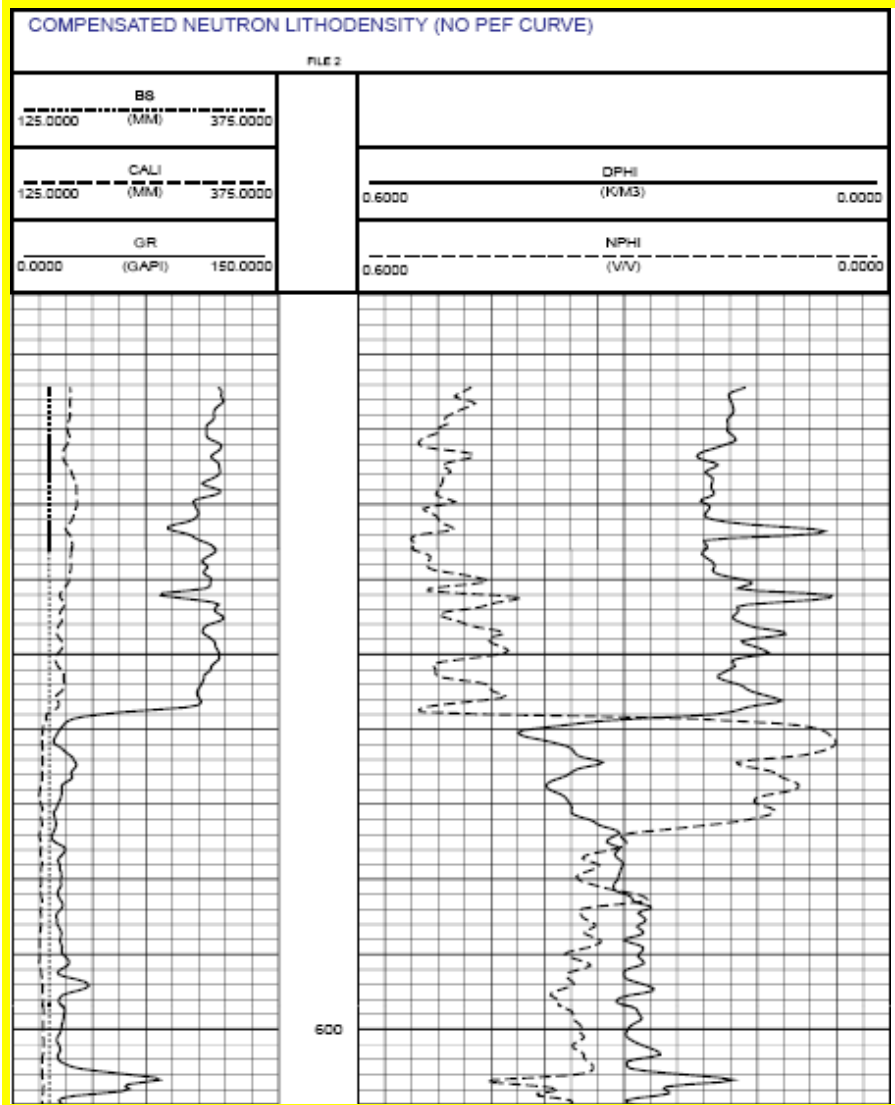 COMPENSATED NEUTRON LITHODENSITY (NO PEF CURVE)
FILE 2
BS
125.0000 (MM) 375.0000
CALI
125.0000 (MM) 375.0000
GR
0.0000 (GAPI) 150.0000
DPHI
0.6000 (K/M3) 0.0000
NPHI
0.6000 (V/V) 0.0000
600